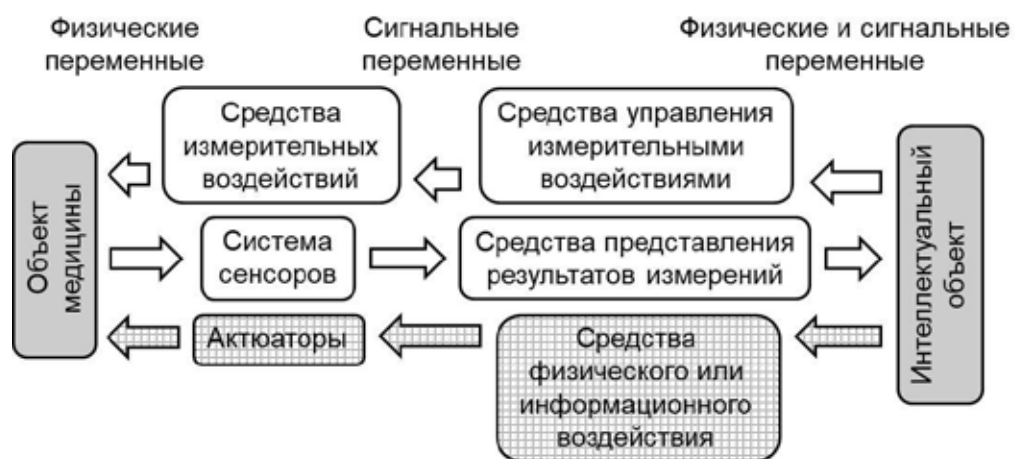 Физические
переменные
Сигнальные
переменные
Физические и сигнальные
переменные
Объект
медицины
Средства
измерительных
воздействий
Средства управления
измерительными
воздействиями
Система
сенсоров
Средства представления
результатов измерений
Актюаторы
Средства
физического или
информационного
воздействия
Интеллектуальный
объект